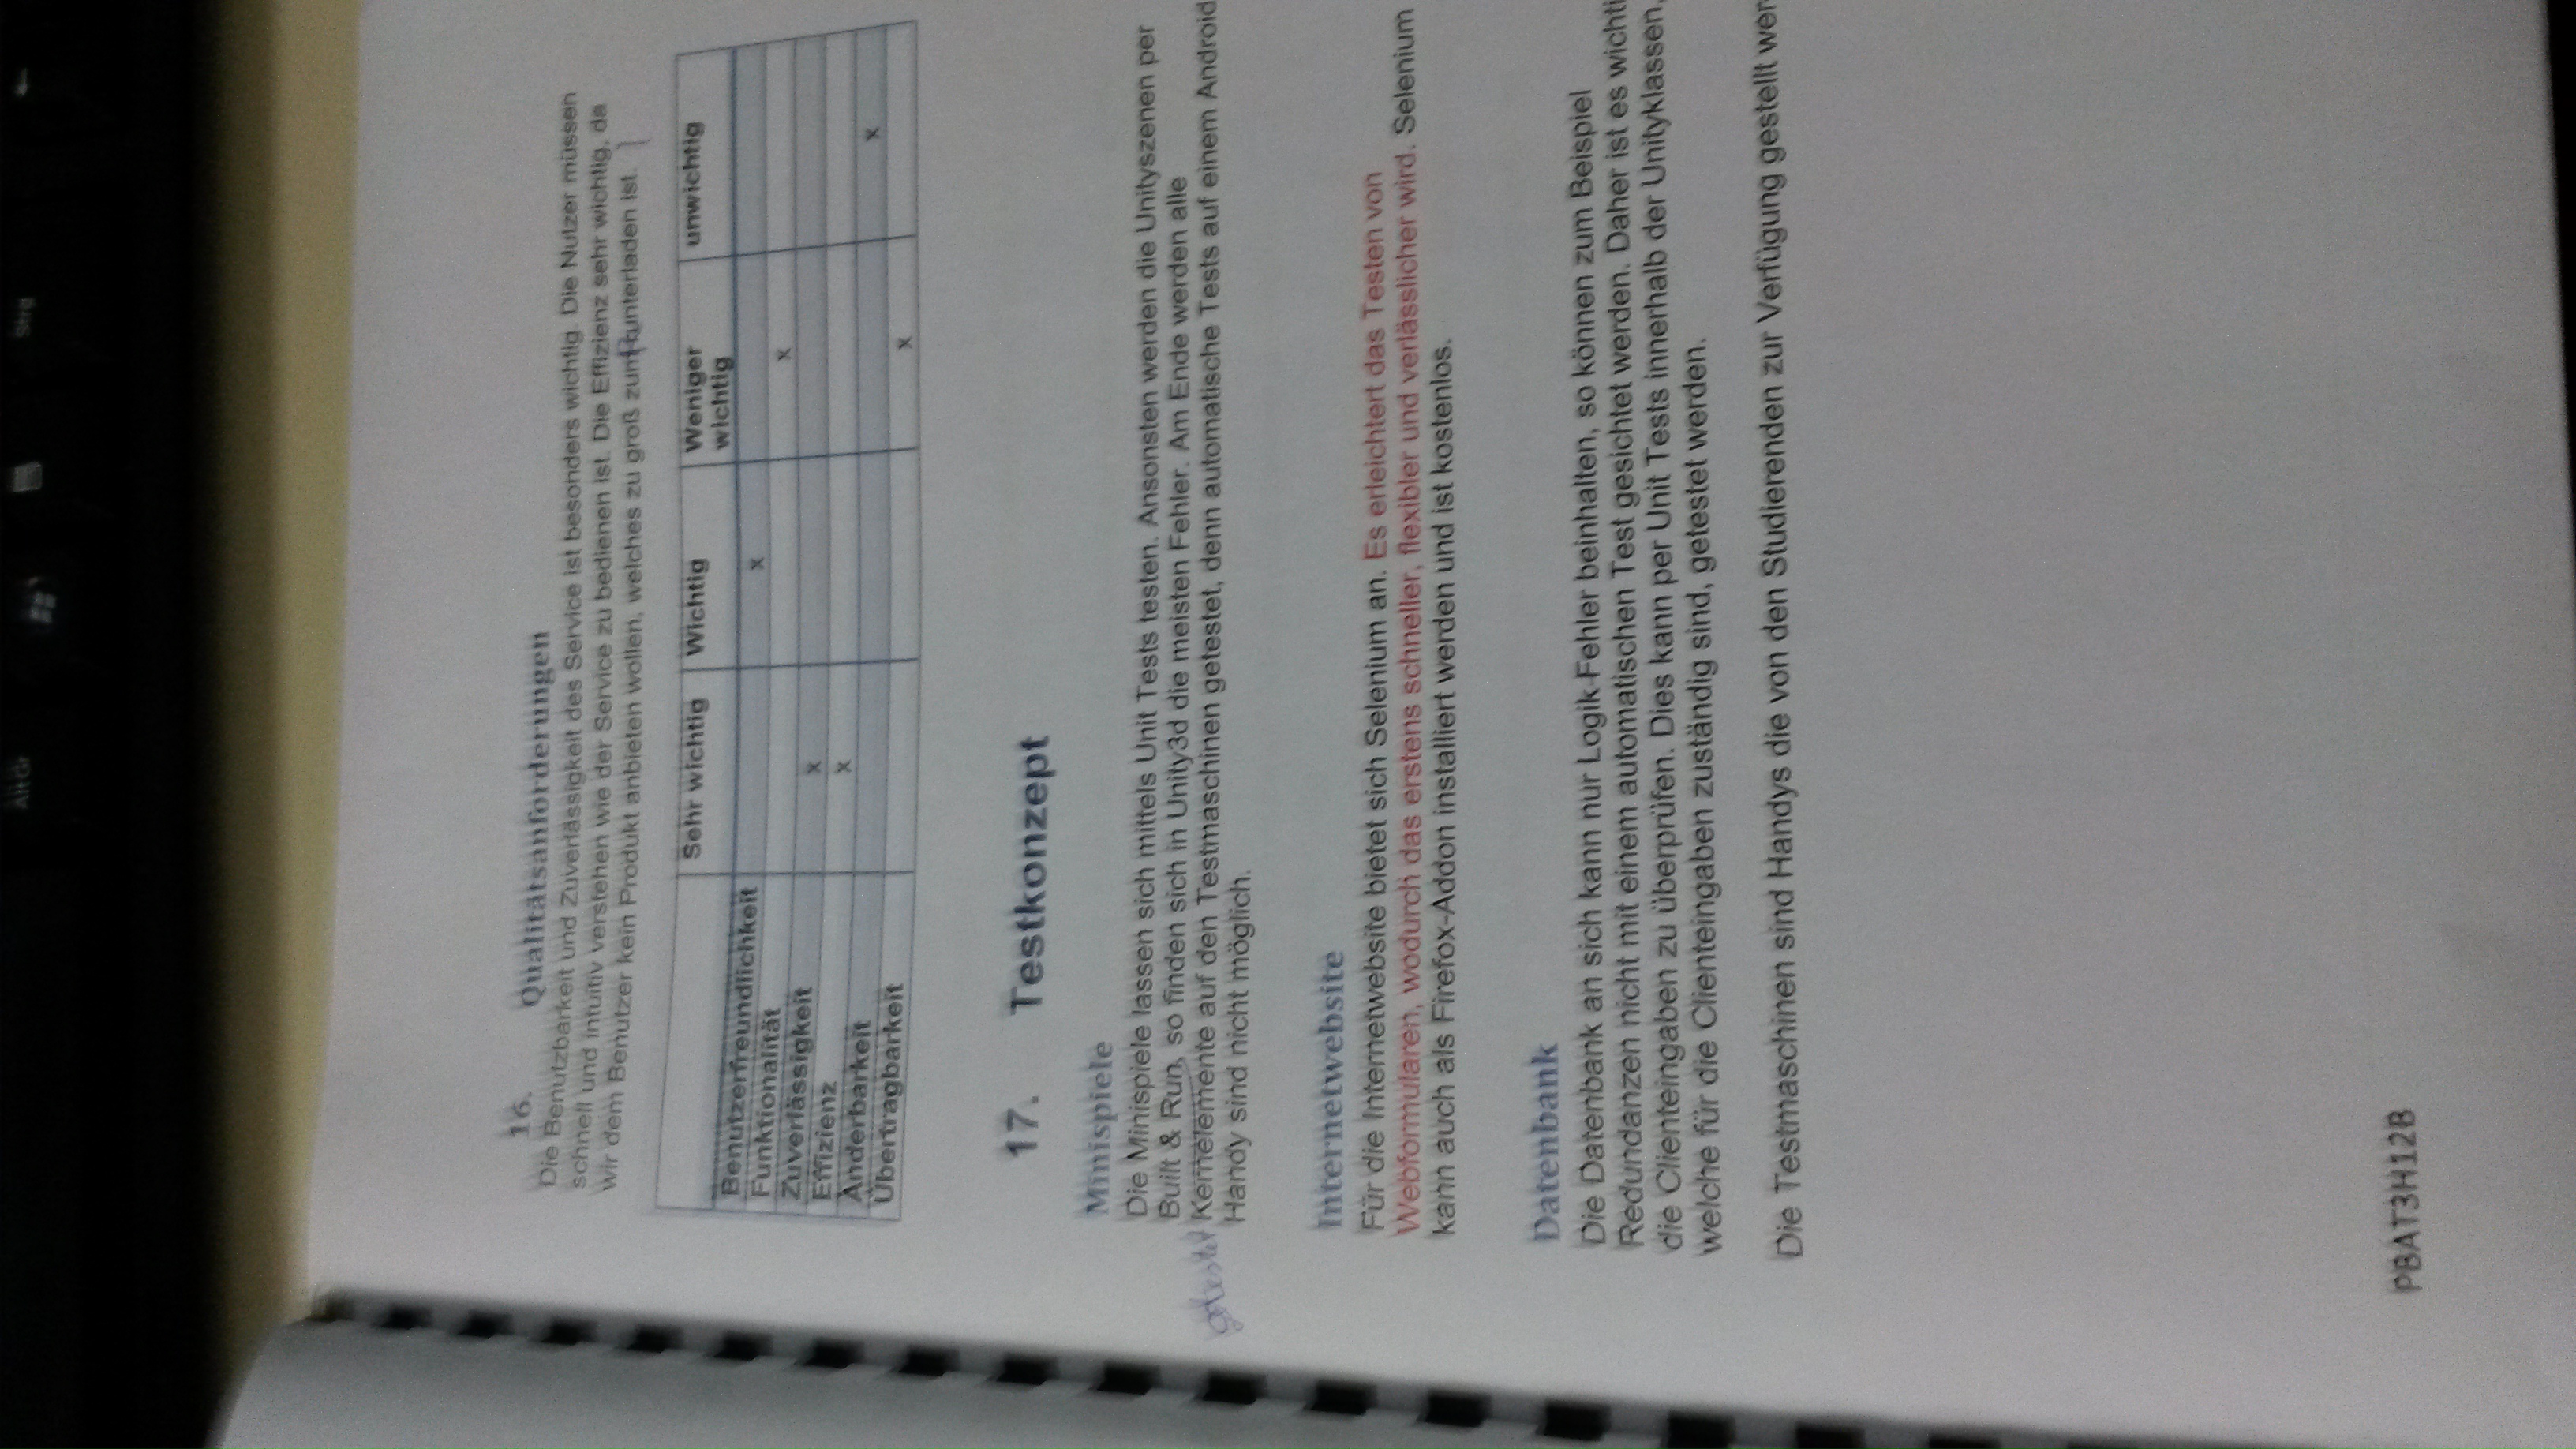 Alt Gr
Strg
←
16. Qualitätsanforderungen
Die Benutzbarkeit und Zuverlässigkeit des Service ist besonders wichtig. Die Nutzer müssen
schnell und intuitiv verstehen wie der Service zu bedienen ist. Die Effizienz sehr wichtig, da
wir dem Benutzer kein Produkt anbieten wollen, welches zu groß zum runterladen ist.
Sehr wichtig Wichtig Weniger wichtig unwichtig
Benutzerfreundlichkeit x
Funktionalität x
Zuverlässigkeit x
Effizienz x
Änderbarkeit x
Übertragbarkeit x
17. Testkonzept
Minispiele
Die Minispiele lassen sich mittels Unit Tests testen. Ansonsten werden die Unityszenen per
Built & Run, so finden sich in Unity3d die meisten Fehler. Am Ende werden alle
getestet Kernelemente auf den Testmaschinen getestet, denn automatische Tests auf einem Android
Handy sind nicht möglich.
Internetwebsite
Für die Internetwebsite bietet sich Selenium an. Es erleichtert das Testen von
Webformularen, wodurch das erstens schneller, flexibler und verlässlicher wird. Selenium
kann auch als Firefox-Addon installiert werden und ist kostenlos.
Datenbank
Die Datenbank an sich kann nur Logik Fehler beinhalten, so können zum Beispiel
Redundanzen nicht mit einem automatischen Test gesichtet werden. Daher ist es wichti
die Clienteingaben zu überprüfen. Dies kann per Unit Tests innerhalb der Unityklassen,
welche für die Clienteingaben zuständig sind, getestet werden.
Die Testmaschinen sind Handys die von den Studierenden zur Verfügung gestellt wer
PBAT3H12B